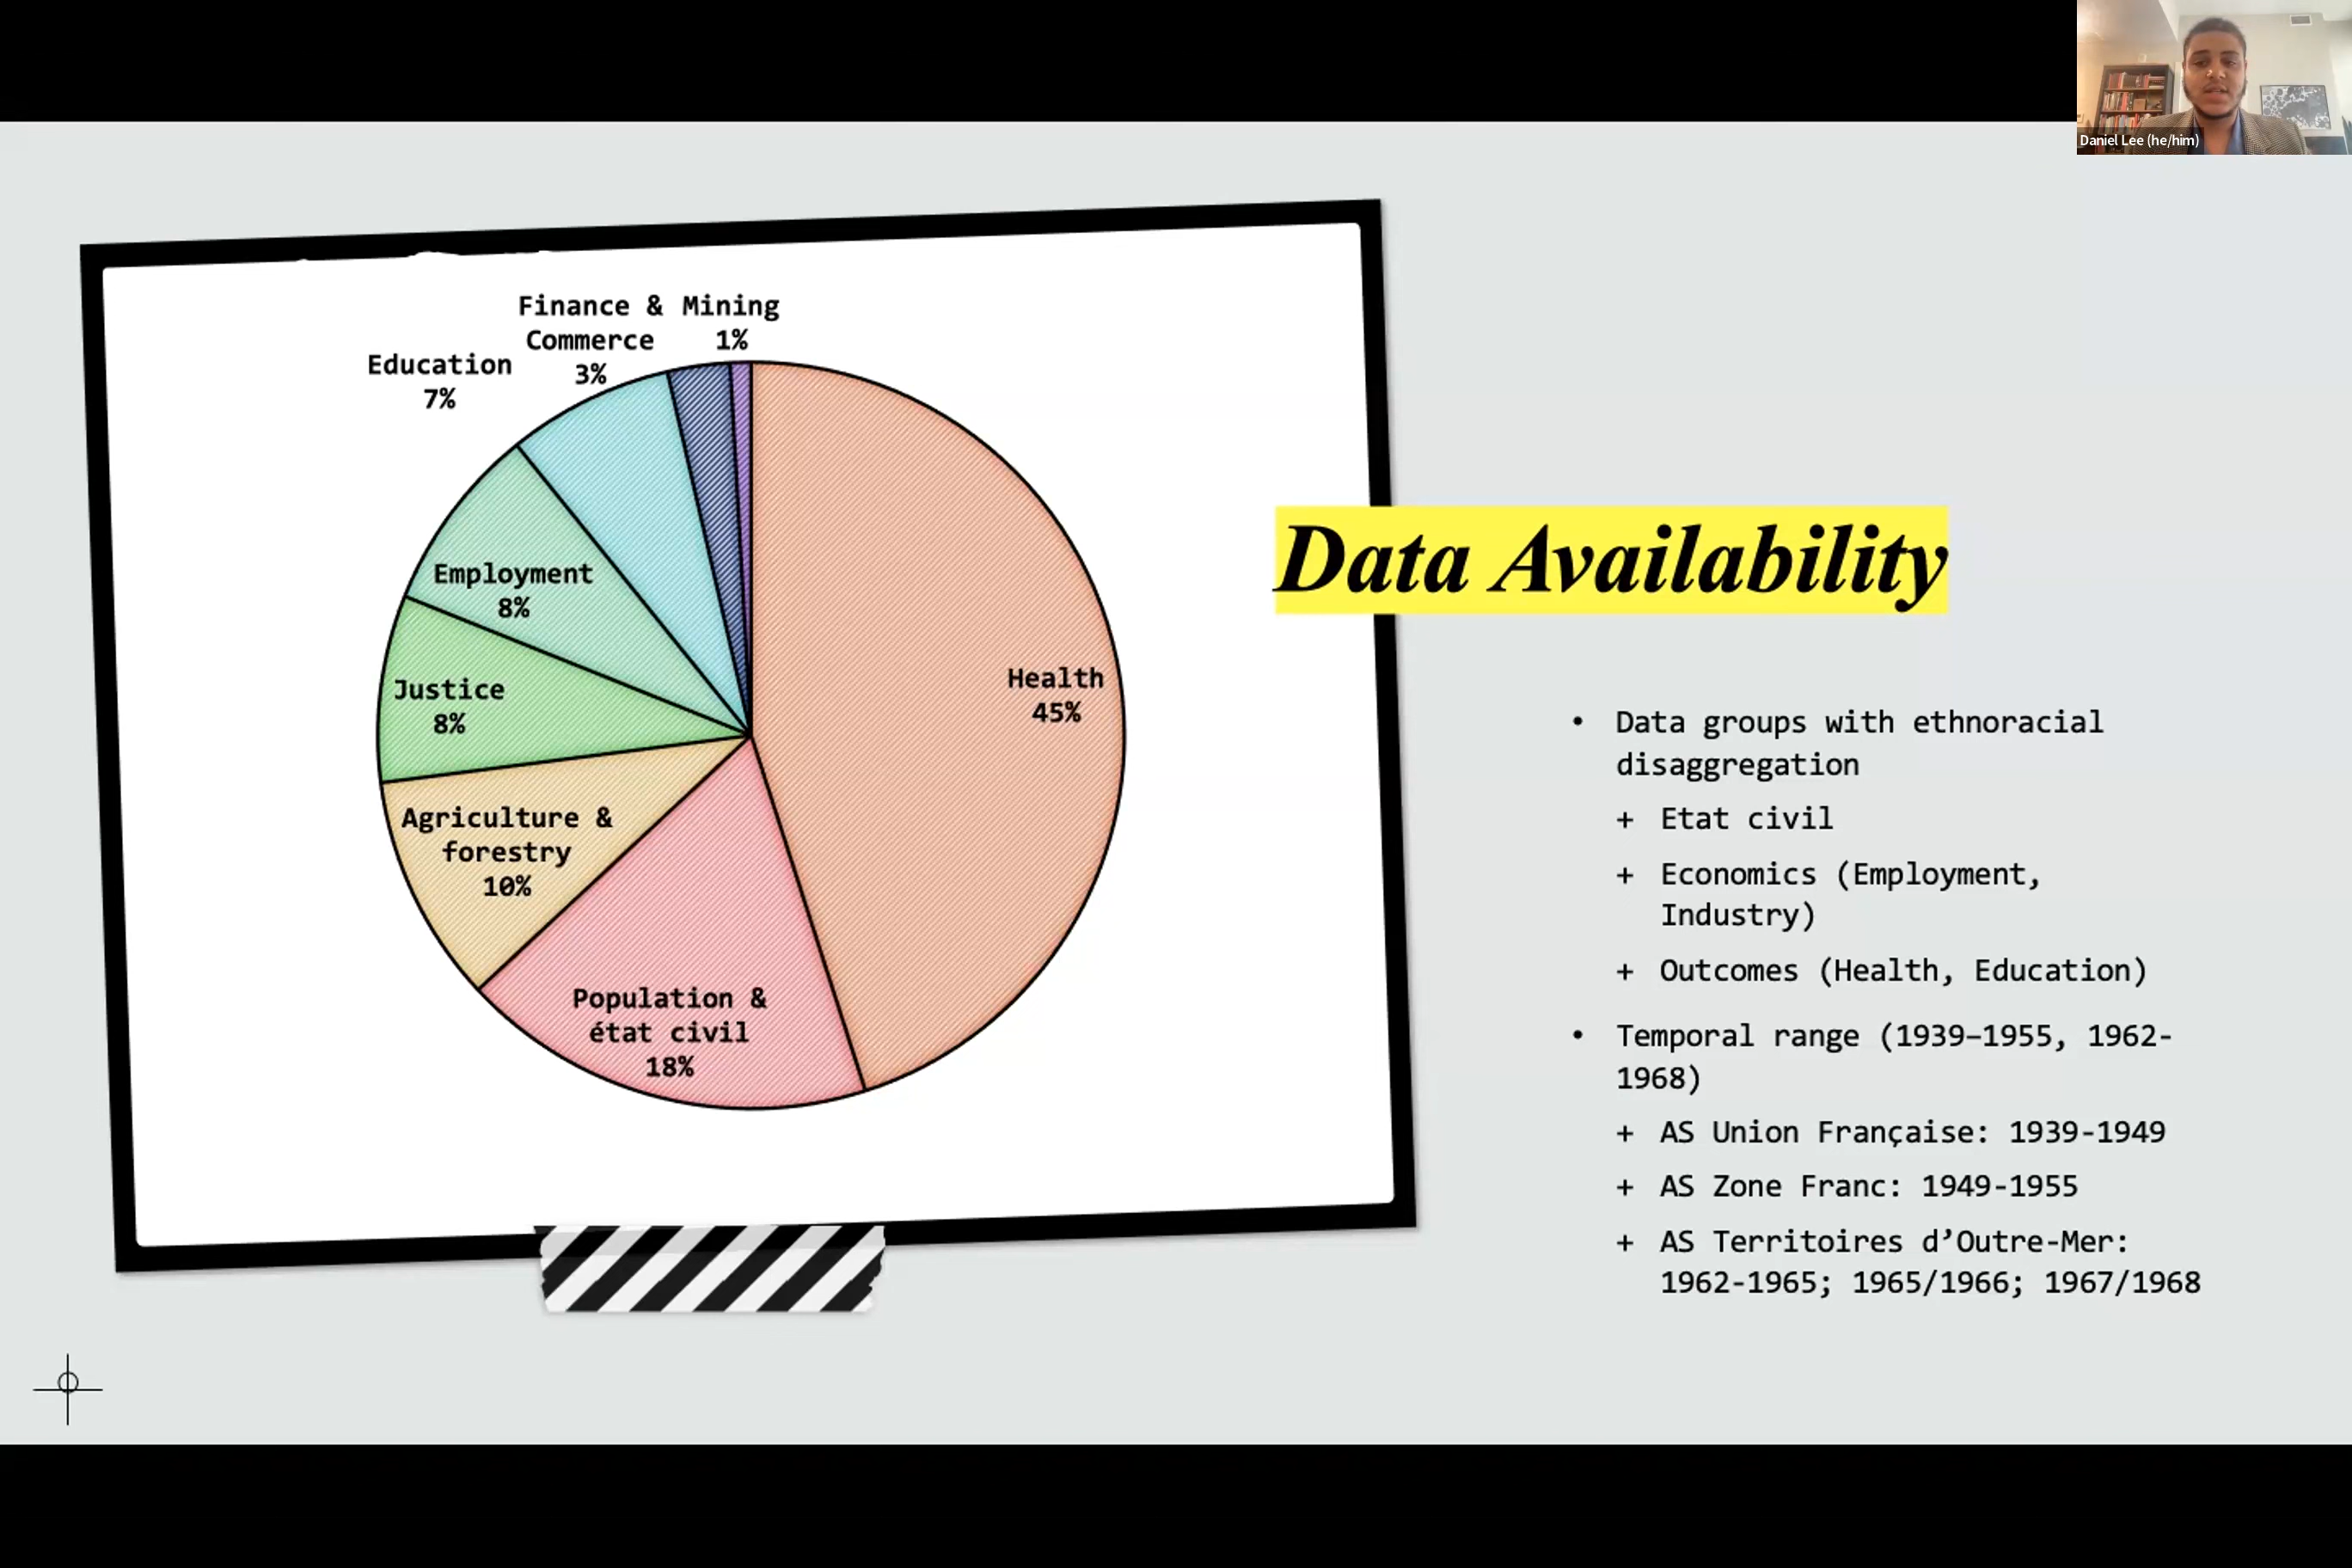 Daniel Lee (he/him)
Finance & Commerce
3%
Mining
1%
Education
7%
Employment
8%
Justice
8%
Agriculture &
forestry
10%
Population &
état civil
18%
Health
45%
Data Availability
• Data groups with ethnoracial
disaggregation
+ Etat civil
+ Economics (Employment,
Industry)
+ Outcomes (Health, Education)
• Temporal range (1939–1955, 1962-
1968)
+ AS Union Française: 1939-1949
+ AS Zone Franc: 1949-1955
+ AS Territoires d’Outre-Mer:
1962-1965; 1965/1966; 1967/1968